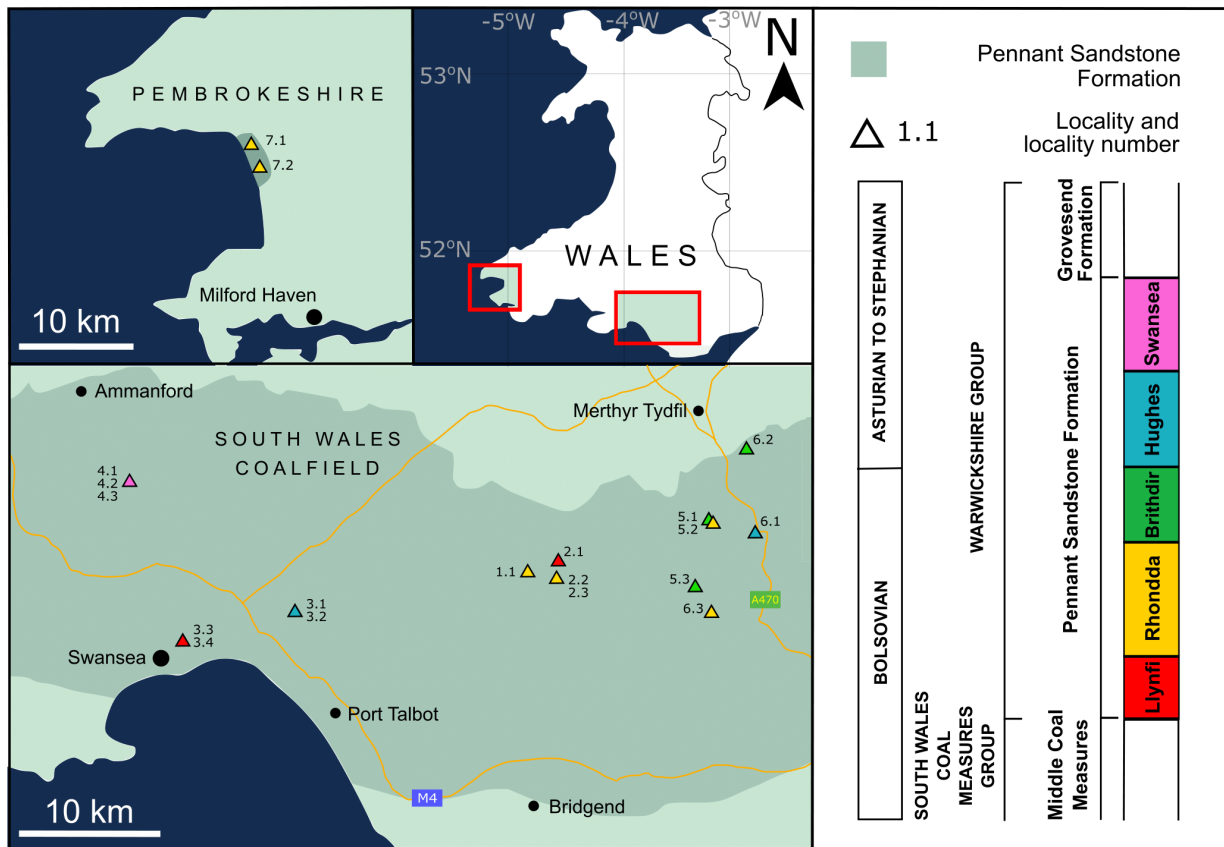 PEMBROKESHIRE
7.1
7.2
Milford Haven
10 km
-5°W
-4°W
-3°W
53°N
52°N
WALES
N
Ammanford
SOUTH WALES
COALFIELD
Merthyr Tydfil
6.2
4.1
4.2
4.3
5.1
5.2
6.1
2.1
1.1
2.2
2.3
5.3
6.3
A470
3.1
3.2
3.3
3.4
Swansea
Port Talbot
M4
Bridgend
10 km
Pennant Sandstone
Formation
1.1
Locality and
locality number
ASTURIAN TO STEPHANIAN
BOLSOVIAN
WARWICKSHIRE GROUP
SOUTH WALES
COAL
MEASURES
GROUP
Grovesend
Formation
Pennant Sandstone Formation
Middle Coal
Measures
Swansea
Hughes
Brithdir
Rhondda
Llynfi